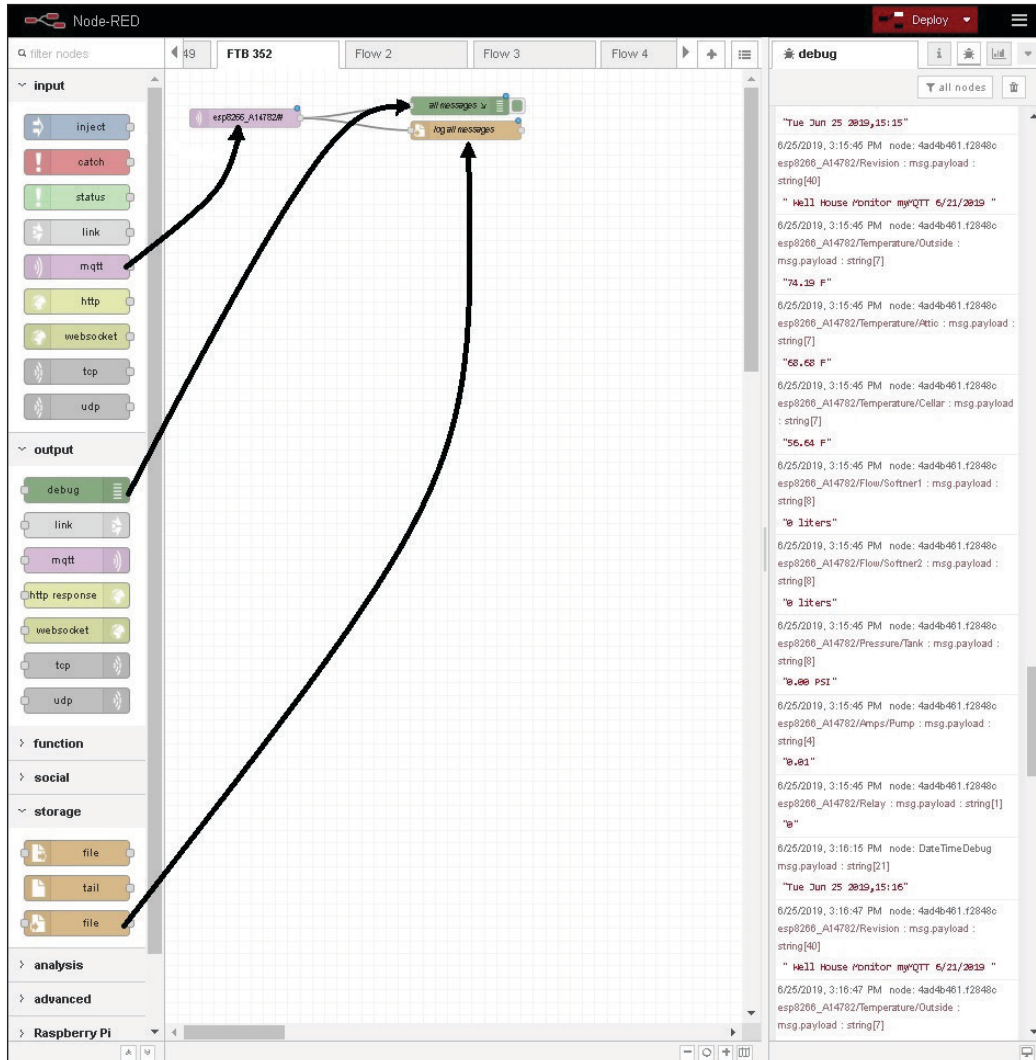 Node-RED
Deploy
filter nodes
49
FTB 352
Flow 2
Flow 3
Flow 4
debug
i
all nodes
input
inject
catch
status
link
mqtt
http
websocket
tcp
udp
output
debug
link
mqtt
http response
websocket
tcp
udp
function
social
storage
file
tail
file
analysis
advanced
Raspberry Pi
esp8266_A14782/#
all messages
log all messages
"Tue Jun 25 2019,15:15"
6/25/2019, 3:15:45 PM node: 4ad4b461.f2848c
esp8266_A14782/Revision : msg.payload :
string[40]
" Well House Monitor myMQTT 6/21/2019 "
6/25/2019, 3:15:45 PM node: 4ad4b461.f2848c
esp8266_A14782/Temperature/Outside :
msg.payload : string[7]
"74.19 F"
6/25/2019, 3:15:45 PM node: 4ad4b461.f2848c
esp8266_A14782/Temperature/Attic : msg.payload :
string[7]
"68.68 F"
6/25/2019, 3:15:45 PM node: 4ad4b461.f2848c
esp8266_A14782/Temperature/Cellar : msg.payload
: string[7]
"56.64 F"
6/25/2019, 3:15:45 PM node: 4ad4b461.f2848c
esp8266_A14782/Flow/Softner1 : msg.payload :
string[8]
"0 liters"
6/25/2019, 3:15:45 PM node: 4ad4b461.f2848c
esp8266_A14782/Flow/Softner2 : msg.payload :
string[8]
"0 liters"
6/25/2019, 3:15:45 PM node: 4ad4b461.f2848c
esp8266_A14782/Pressure/Tank : msg.payload :
string[8]
"0.00 PSI"
6/25/2019, 3:15:45 PM node: 4ad4b461.f2848c
esp8266_A14782/Amps/Pump : msg.payload :
string[4]
"0.01"
6/25/2019, 3:15:45 PM node: 4ad4b461.f2848c
esp8266_A14782/Relay : msg.payload : string[1]
"0"
6/25/2019, 3:16:15 PM node: DateTimeDebug
msg.payload : string[21]
"Tue Jun 25 2019,15:16"
6/25/2019, 3:16:47 PM node: 4ad4b461.f2848c
esp8266_A14782/Revision : msg.payload :
string[40]
" Well House Monitor myMQTT 6/21/2019 "
6/25/2019, 3:16:47 PM node: 4ad4b461.f2848c
esp8266_A14782/Temperature/Outside :
msg.payload : string[7]